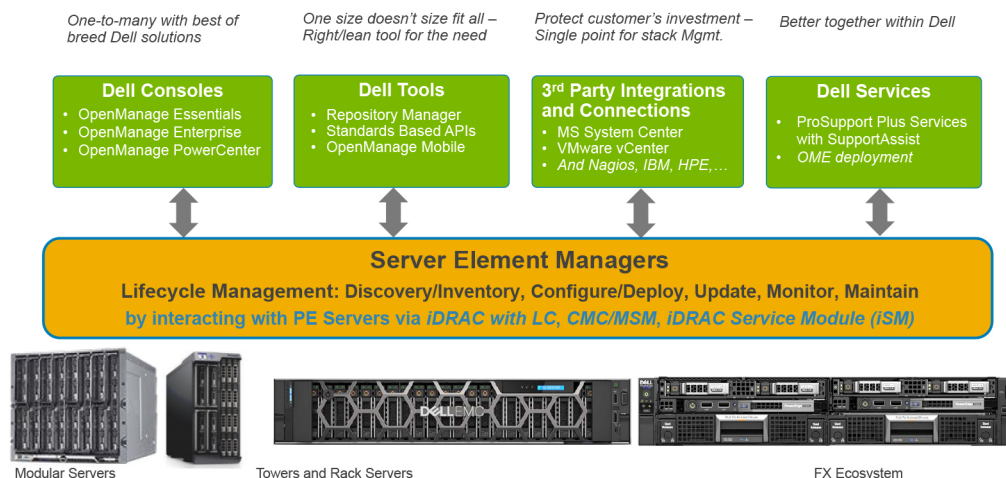 One-to-many with best of
breed Dell solutions
One size doesn't size fit all –
Right/lean tool for the need
Protect customer's investment –
Single point for stack Mgmt.
Better together within Dell
Dell Consoles
• OpenManage Essentials
• OpenManage Enterprise
• OpenManage PowerCenter
Dell Tools
• Repository Manager
• Standards Based APIs
• OpenManage Mobile
3rd Party Integrations
and Connections
• MS System Center
• VMware vCenter
• And Nagios, IBM, HPE,…
Dell Services
• ProSupport Plus Services
with SupportAssist
• OME deployment
Server Element Managers
Lifecycle Management: Discovery/Inventory, Configure/Deploy, Update, Monitor, Maintain
by interacting with PE Servers via iDRAC with LC, CMC/MSM, iDRAC Service Module (iSM)
DELL EMC
DELL
Modular Servers
Towers and Rack Servers
FX Ecosystem